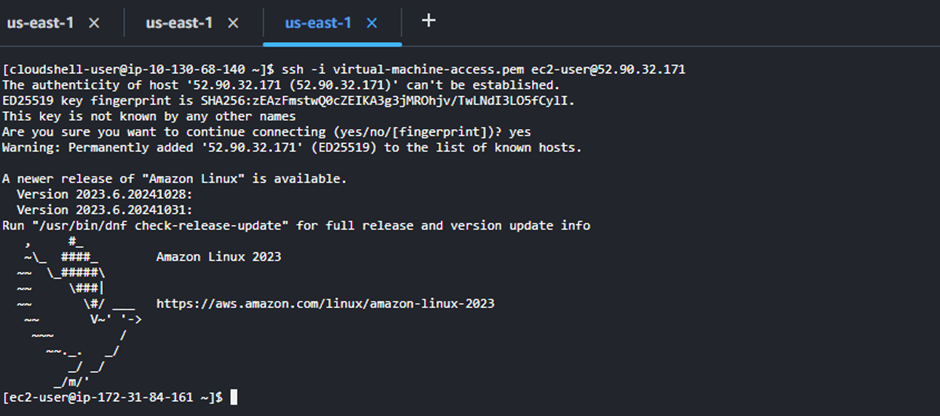 us-east-1 × us-east-1 × us-east-1 × +
[cloudshell-user@ip-10-130-68-140 ~]$ ssh -i virtual-machine-access.pem ec2-user@52.90.32.171
The authenticity of host '52.90.32.171 (52.90.32.171)' can't be established.
ED25519 key fingerprint is SHA256:zEAzFmstwQ0cZEIKA3g3jMROhjv/TwLNdI3LO5fCylI.
This key is not known by any other names
Are you sure you want to continue connecting (yes/no/[fingerprint])? yes
Warning: Permanently added '52.90.32.171' (ED25519) to the list of known hosts.

A newer release of "Amazon Linux" is available.
  Version 2023.6.20241028:
  Version 2023.6.20241031:
Run "/usr/bin/dnf check-release-update" for full release and version update info
   ,     #_
   ~\_  ####_        Amazon Linux 2023
  ~~  \_#####\
  ~~     \###|
  ~~       \#/ ___   https://aws.amazon.com/linux/amazon-linux-2023
   ~~       V~' '->
    ~~~         /
      ~~._.   _/
         _/ _/
       _/m/'
[ec2-user@ip-172-31-84-161 ~]$